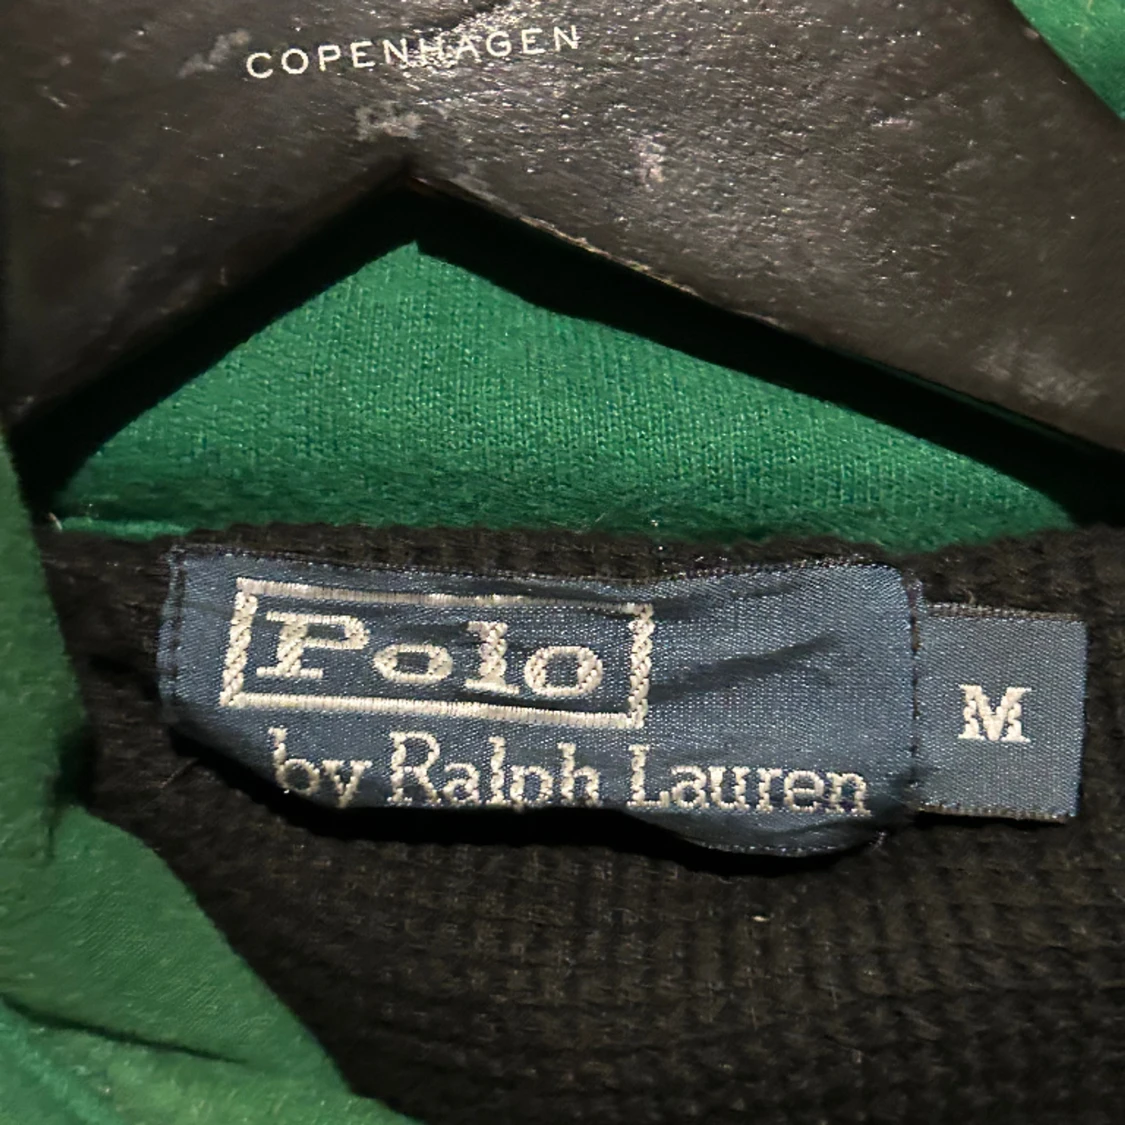 COPENHAGEN
Polo
by Ralph Lauren
M